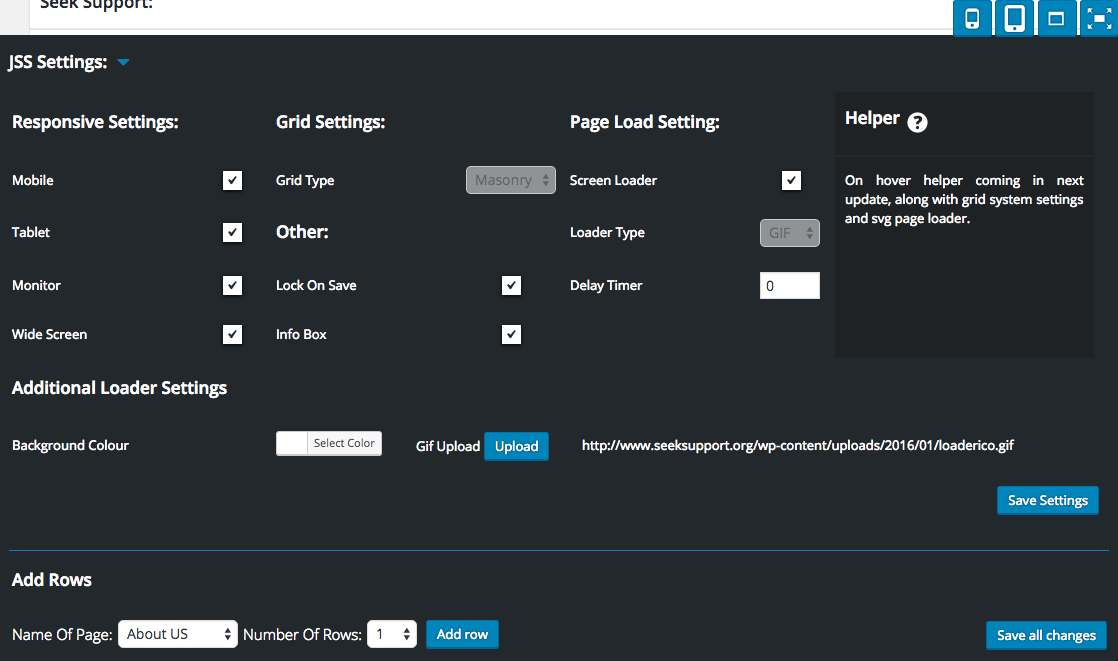 Seek Support:
JSS Settings:
Responsive Settings:
Grid Settings:
Page Load Setting:
Helper ?
Mobile
Grid Type
Masonry
Screen Loader
On hover helper coming in next
update, along with grid system settings
and svg page loader.
Tablet
Other:
Loader Type
GIF
Monitor
Lock On Save
Delay Timer
0
Wide Screen
Info Box
Additional Loader Settings
Background Colour
Select Color
Gif Upload
Upload
http://www.seeksupport.org/wp-content/uploads/2016/01/loaderico.gif
Save Settings
Add Rows
Name Of Page:
About US
Number Of Rows:
1
Add row
Save all changes